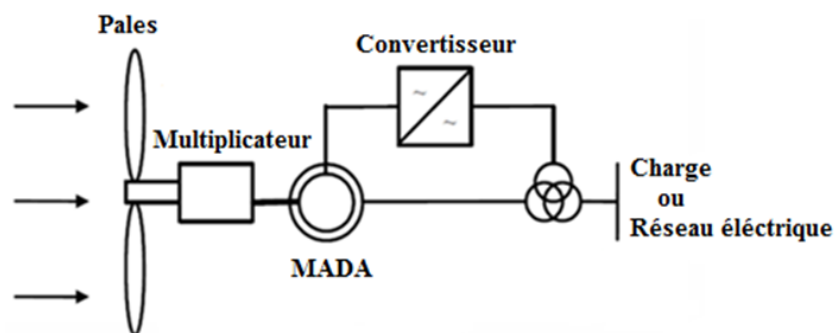 Pales
Convertisseur
~
~
Multiplicateur
MADA
Charge
ou
Réseau éléctrique